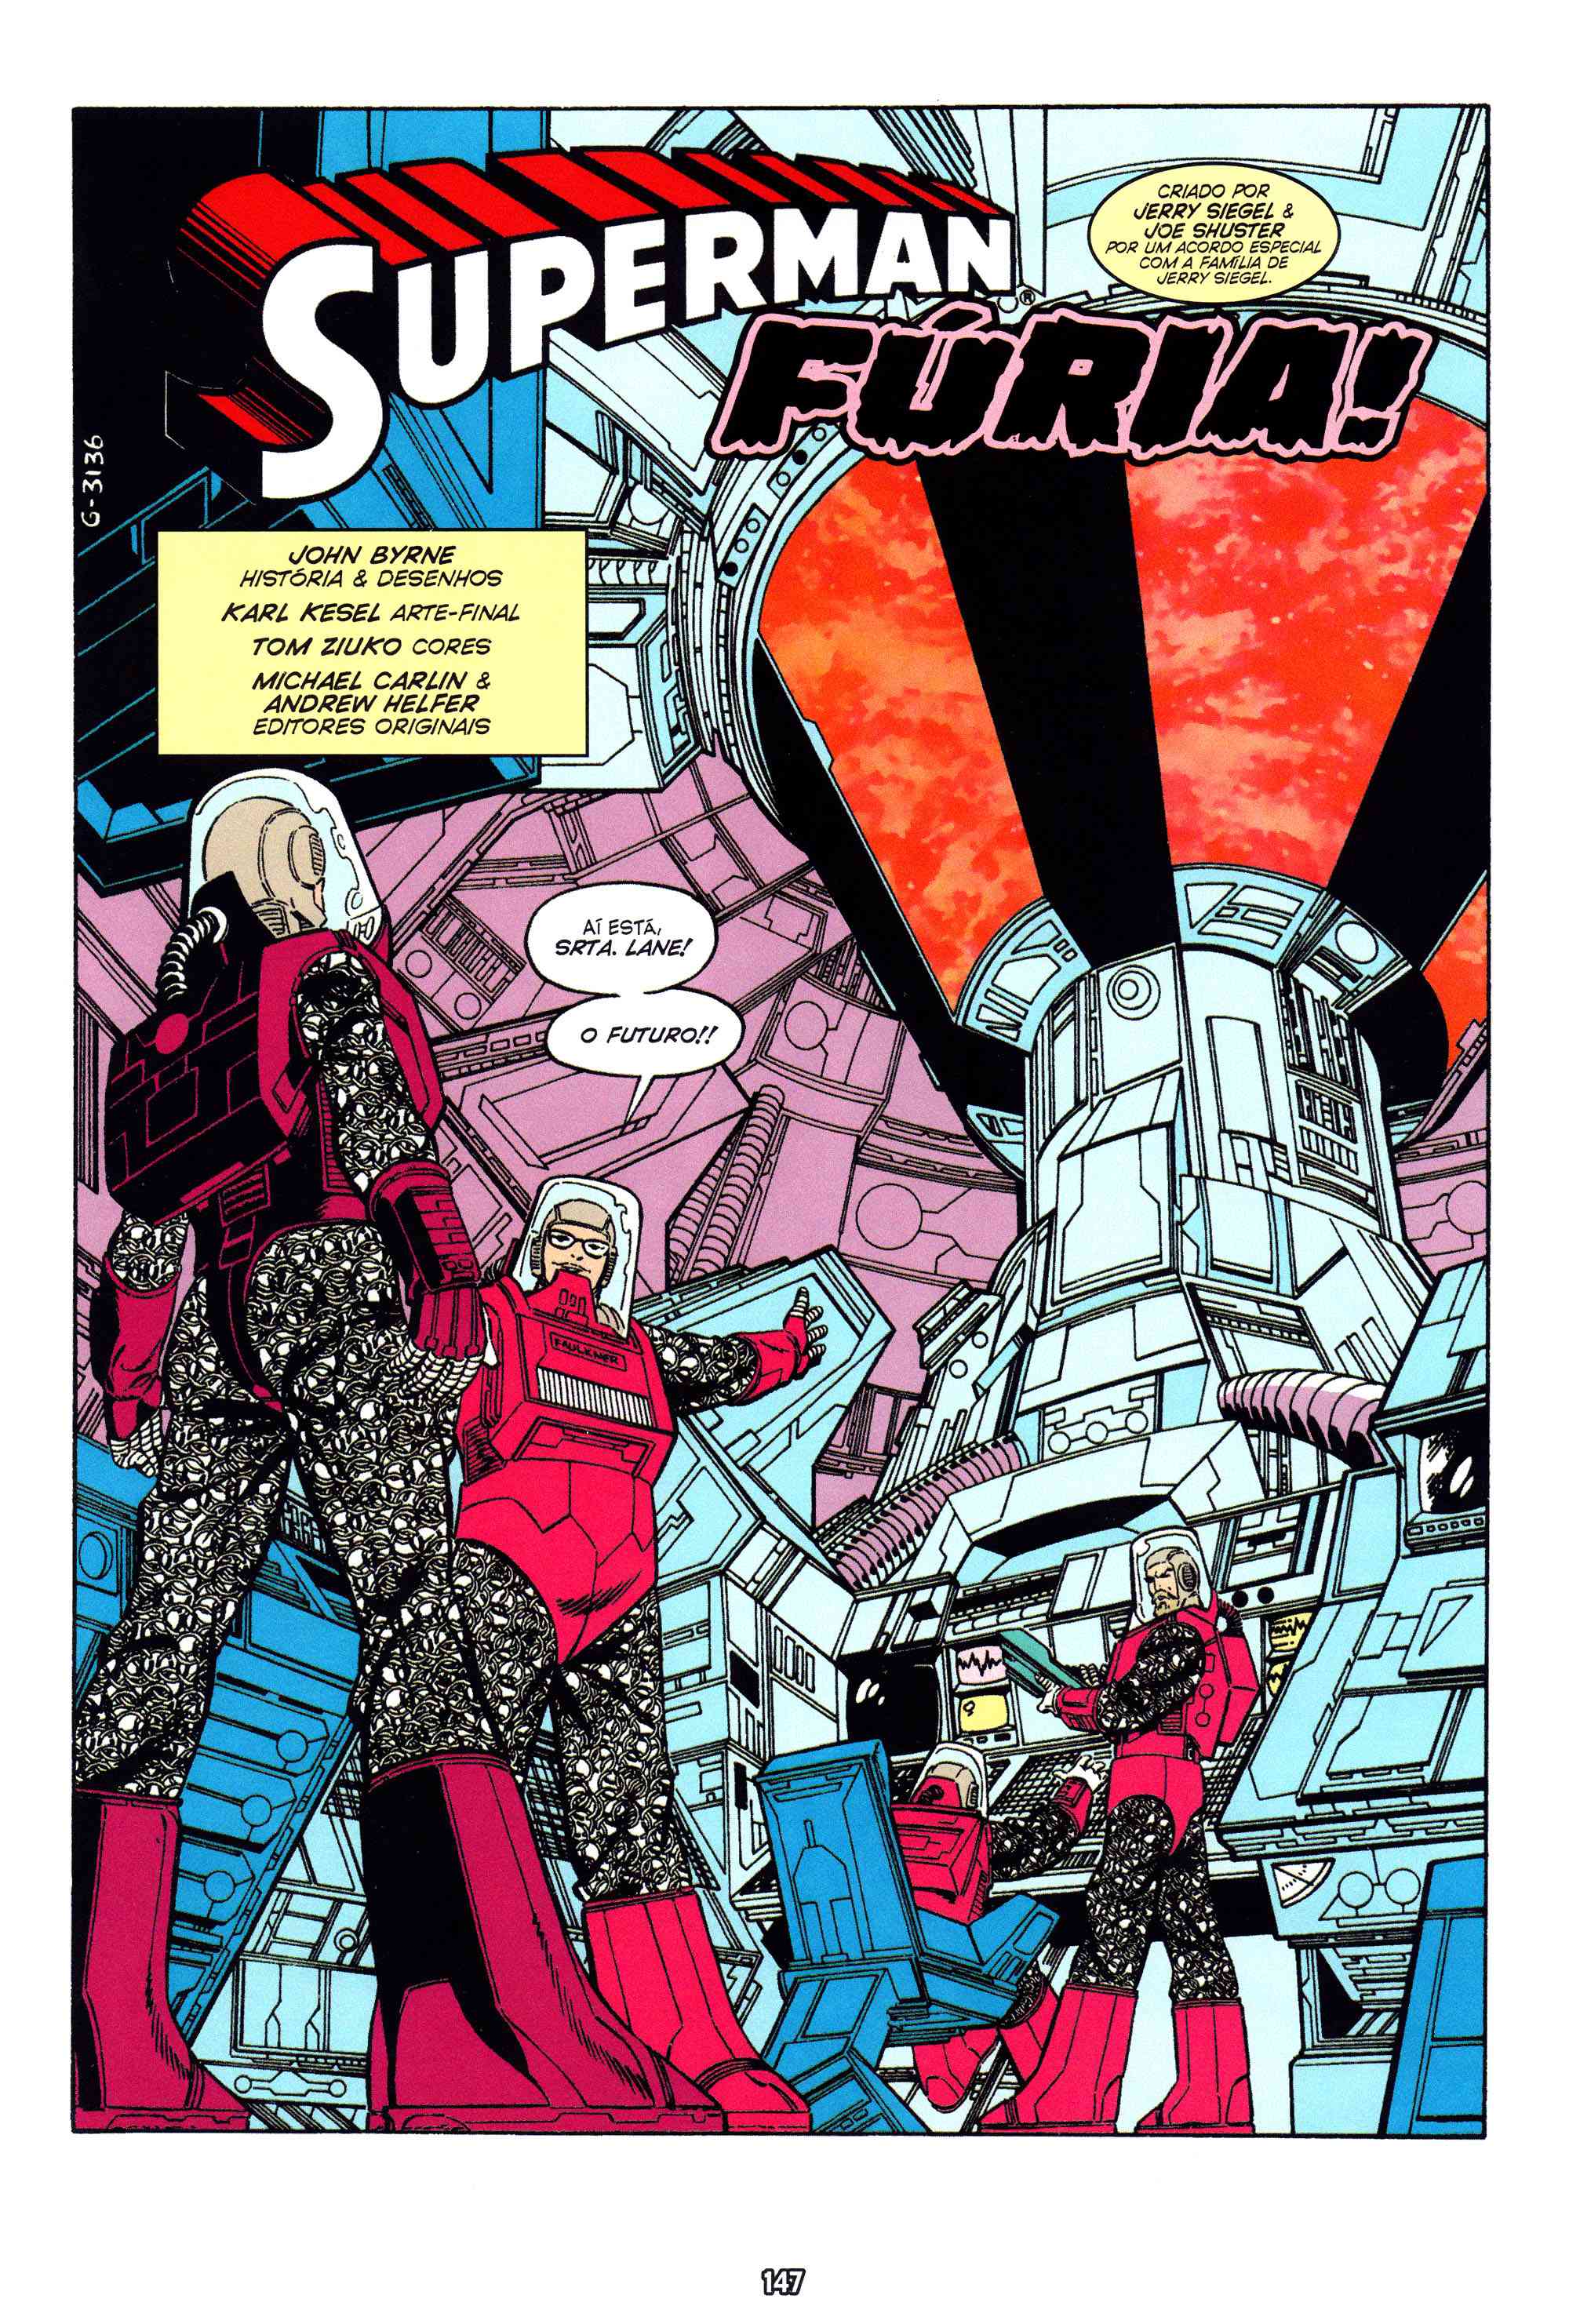 SUPERMAN
®
CRIADO POR
JERRY SIEGEL &
JOE SHUSTER
POR UM ACORDO ESPECIAL
COM A FAMÍLIA DE
JERRY SIEGEL.
FÚRIA!
G-3136
JOHN BYRNE
HISTÓRIA & DESENHOS
KARL KESEL ARTE-FINAL
TOM ZIUKO CORES
MICHAEL CARLIN &
ANDREW HELFER
EDITORES ORIGINAIS
AÍ ESTÁ,
SRTA. LANE!
O FUTURO!!
FAULKNER
147